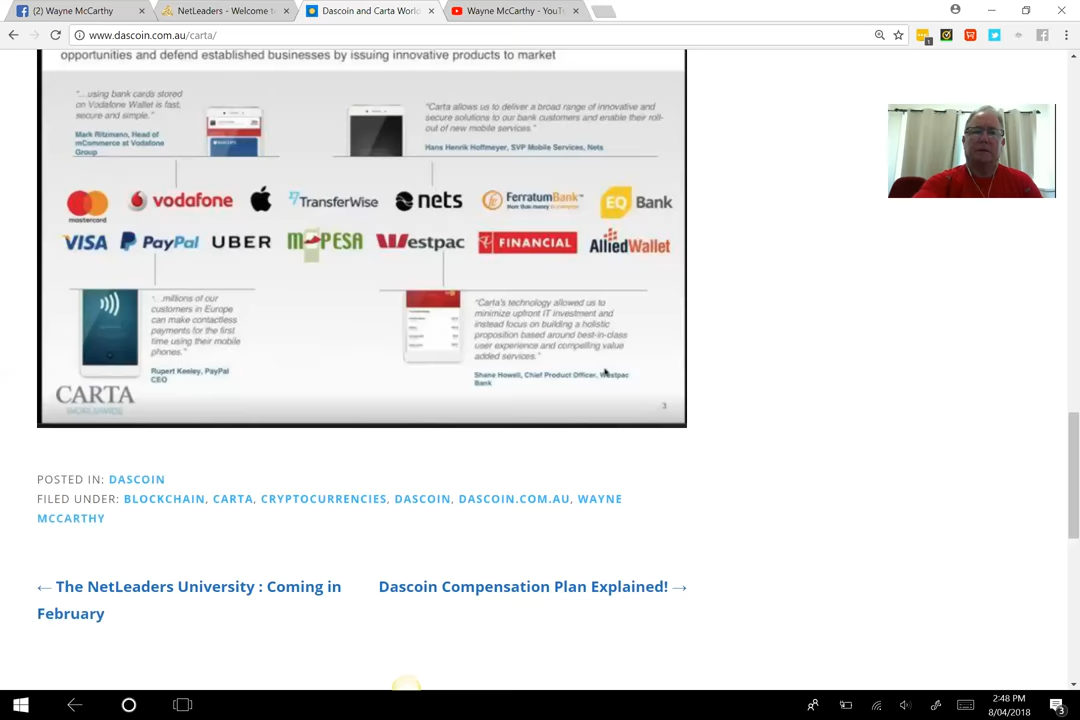 (2) Wayne McCarthy
NetLeaders - Welcome t
Dascoin and Carta World
Wayne McCarthy - YouTu
www.dascoin.com.au/carta/
1
opportunities and defend established businesses by issuing innovative products to market
"...using bank cards stored
on Vodafone Wallet is fast,
secure and simple."
Mark Ritzmann, Head of
mCommerce at Vodafone
Group
"Carta allows us to deliver a broad range of innovative and
secure solutions to our bank customers and enable their roll-
out of new mobile services."
Hans Henrik Hoffmeyer, SVP Mobile Services, Nets
mastercard
vodafone
TransferWise
nets
FerratumBank
More than money to everyone
EQ Bank
VISA
PayPal
UBER
M-PESA
Westpac
FINANCIAL
AlliedWallet
"...millions of our
customers in Europe
can make contactless
payments for the first
time using their mobile
phones."
Rupert Keeley, PayPal
CEO
"Carta's technology allowed us to
minimize upfront IT investment and
instead focus on building a holistic
proposition based around best-in-class
user experience and compelling value
added services."
Shane Howell, Chief Product Officer, Westpac
Bank
CARTA
WORLDWIDE
3
POSTED IN: DASCOIN
FILED UNDER: BLOCKCHAIN, CARTA, CRYPTOCURRENCIES, DASCOIN, DASCOIN.COM.AU, WAYNE
MCCARTHY
← The NetLeaders University : Coming in
February
Dascoin Compensation Plan Explained! →
2:48 PM
8/04/2018
3